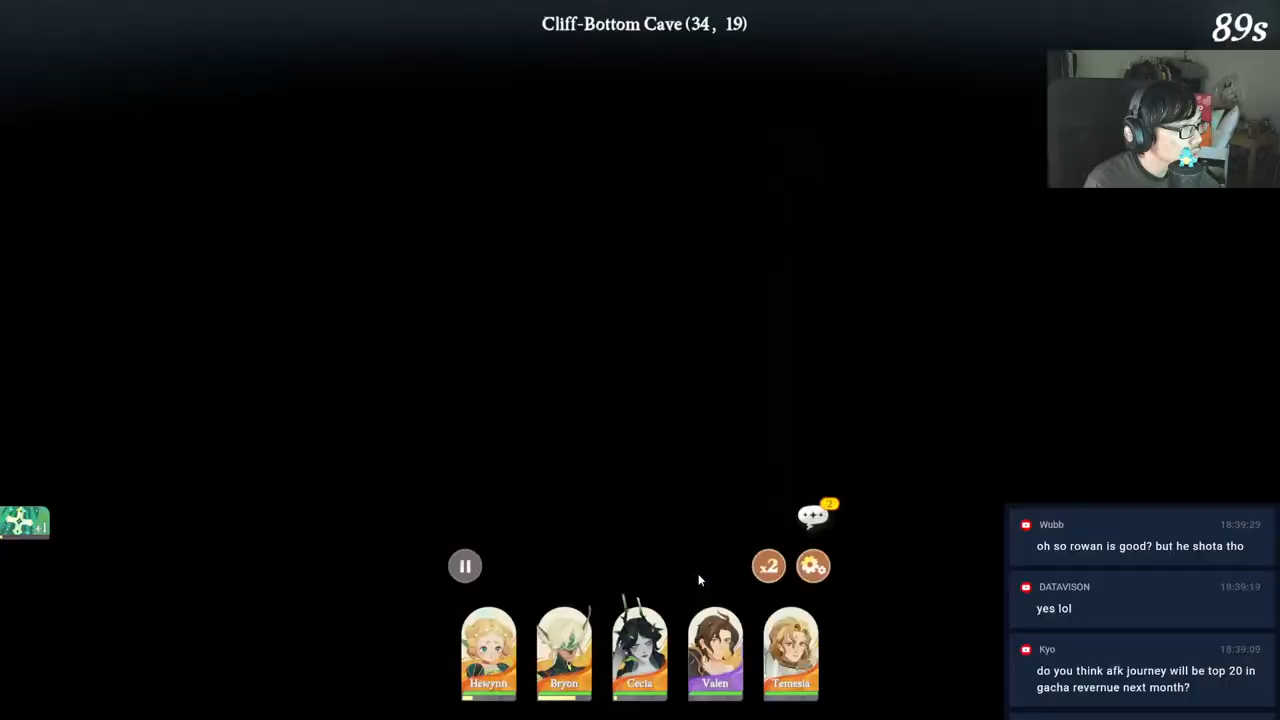 Cliff-Bottom Cave (34, 19)
89s
+1
2
x2
Hewynn
Bryon
Cecia
Valen
Temesia
Wubb
18:39:29
oh so rowan is good? but he shota tho
DATAVISON
18:39:19
yes lol
Kyo
18:39:09
do you think afk journey will be top 20 in
gacha revernue next month?